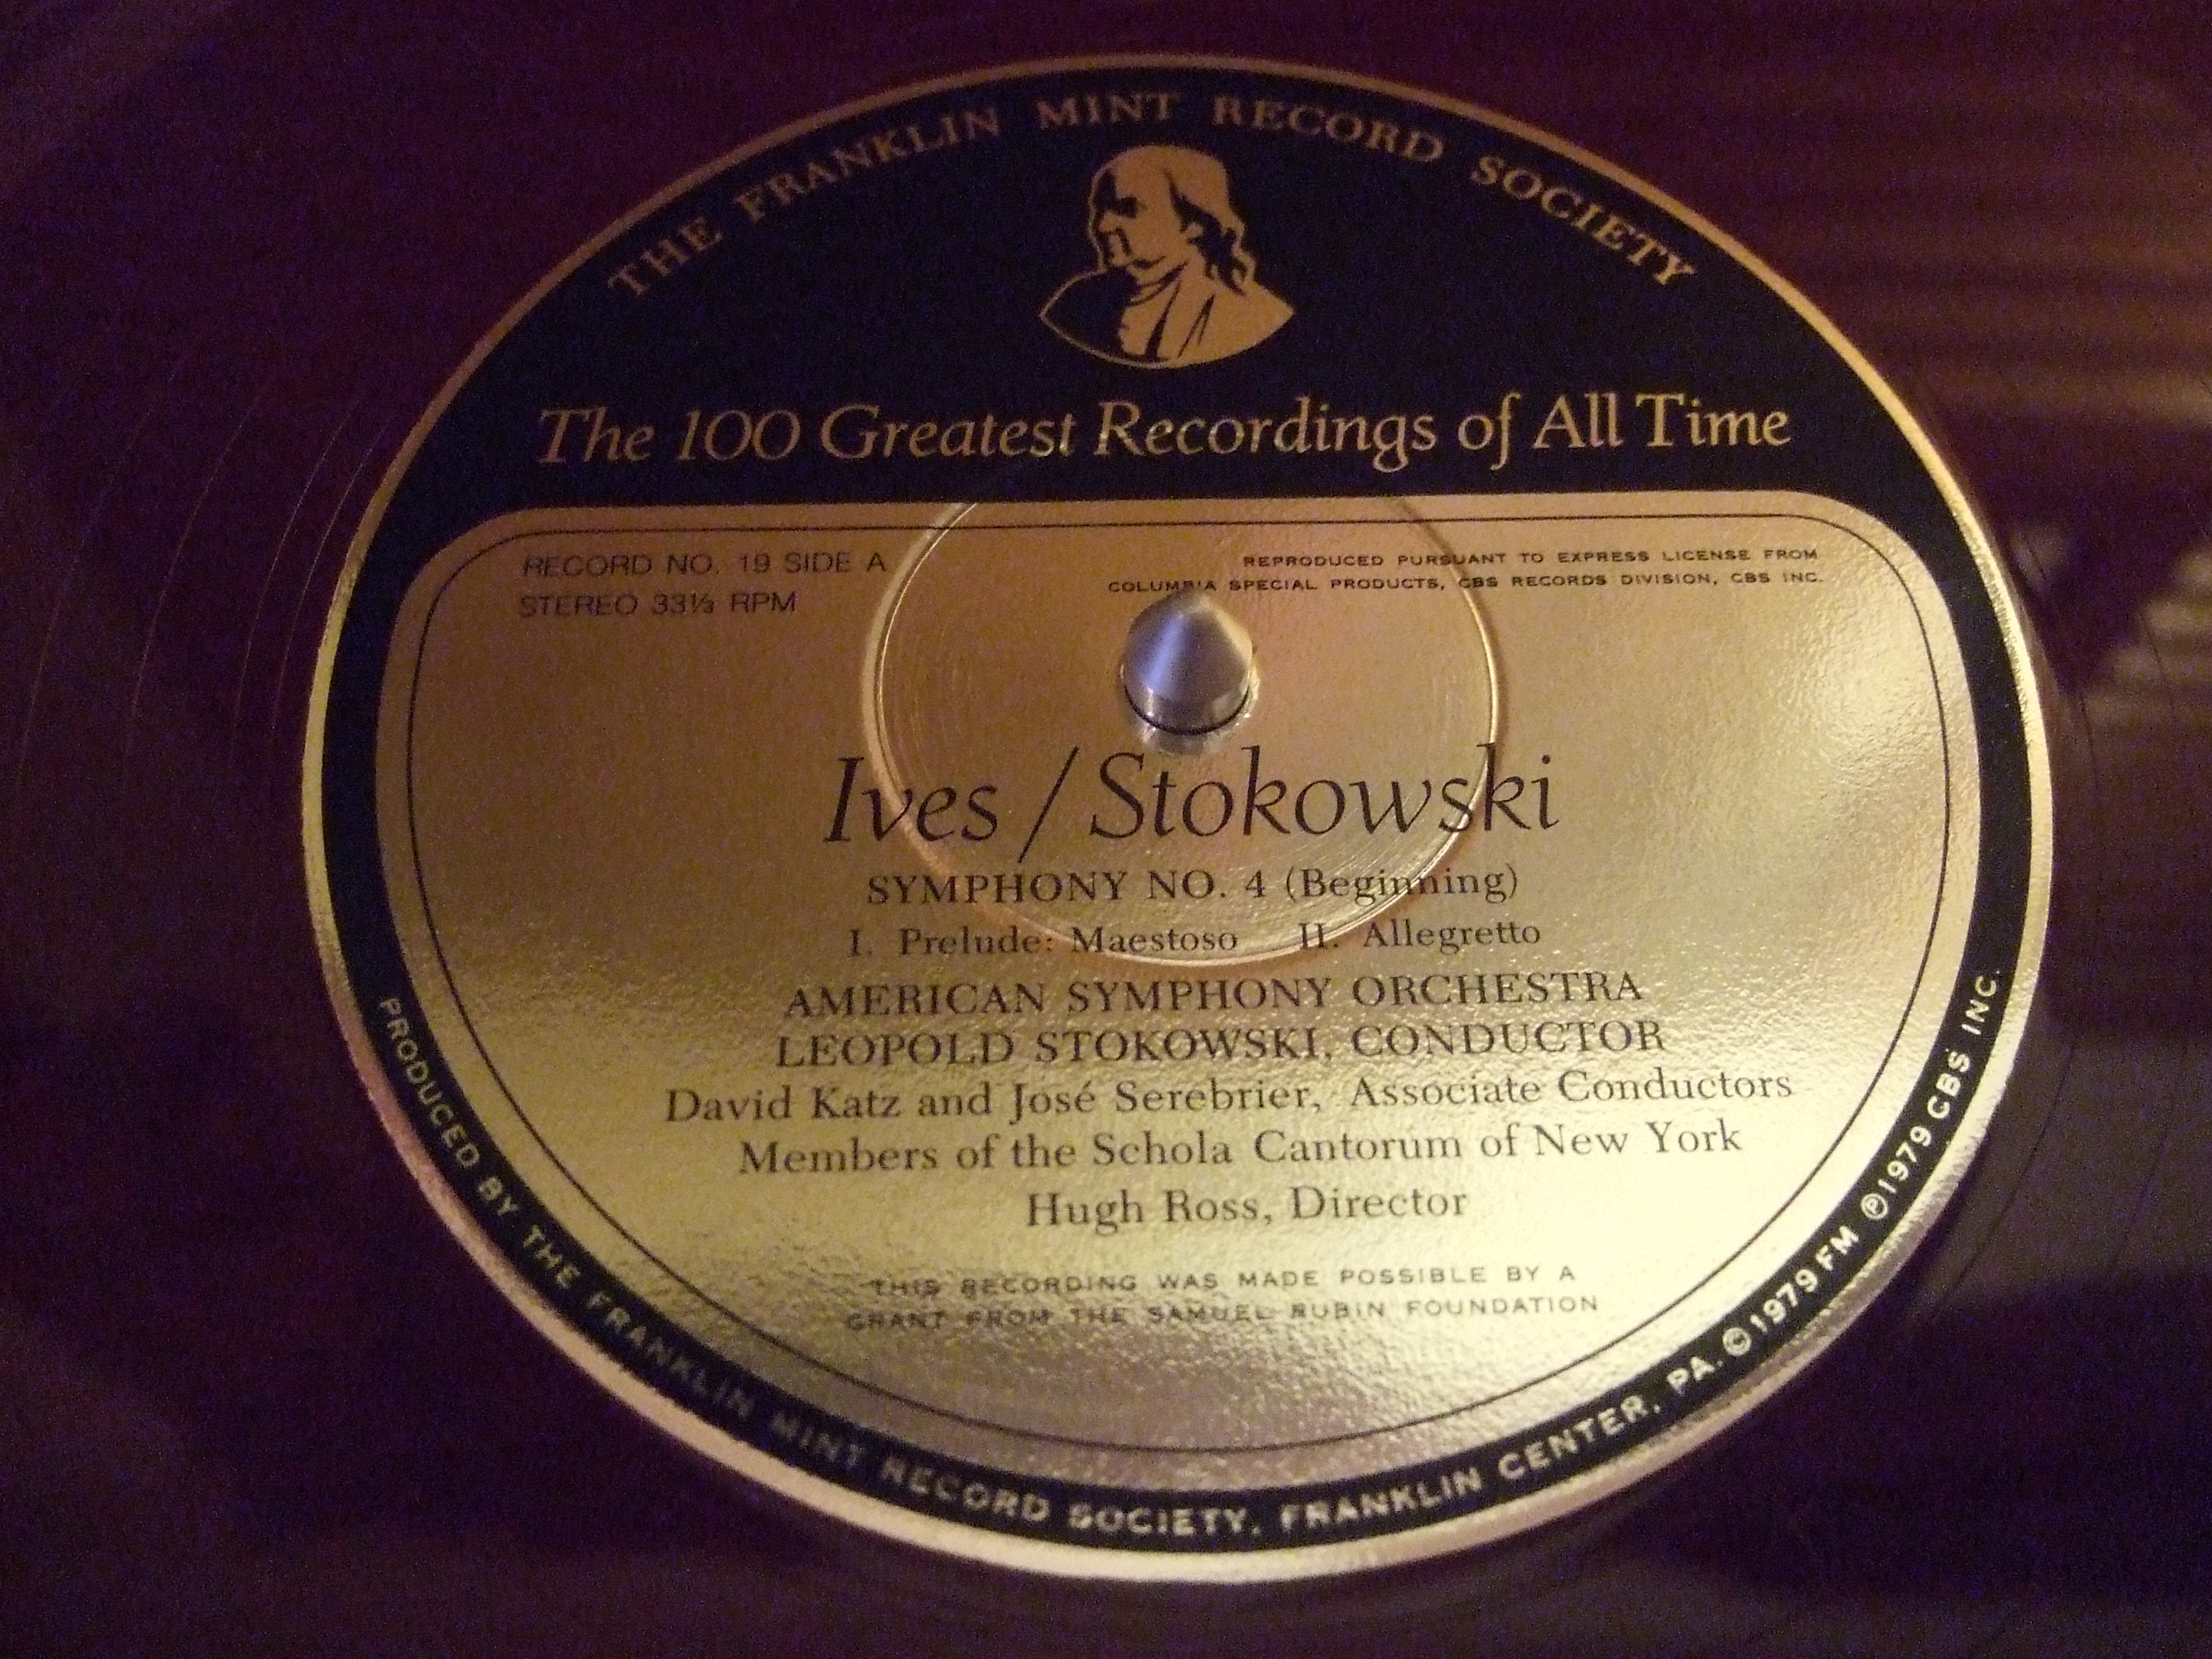 THE FRANKLIN MINT RECORD SOCIETY
The 100 Greatest Recordings of All Time
RECORD NO. 19 SIDE A
STEREO 33⅓ RPM
REPRODUCED PURSUANT TO EXPRESS LICENSE FROM
COLUMBIA SPECIAL PRODUCTS, CBS RECORDS DIVISION, CBS INC.
Ives / Stokowski
SYMPHONY NO. 4 (Beginning)
I. Prelude: Maestoso II. Allegretto
AMERICAN SYMPHONY ORCHESTRA
LEOPOLD STOKOWSKI, CONDUCTOR
David Katz and José Serebrier, Associate Conductors
Members of the Schola Cantorum of New York
Hugh Ross, Director
THIS RECORDING WAS MADE POSSIBLE BY A
GRANT FROM THE SAMUEL RUBIN FOUNDATION
PRODUCED BY THE FRANKLIN MINT RECORD SOCIETY, FRANKLIN CENTER, PA. ©1979 FM ℗1979 CBS INC.